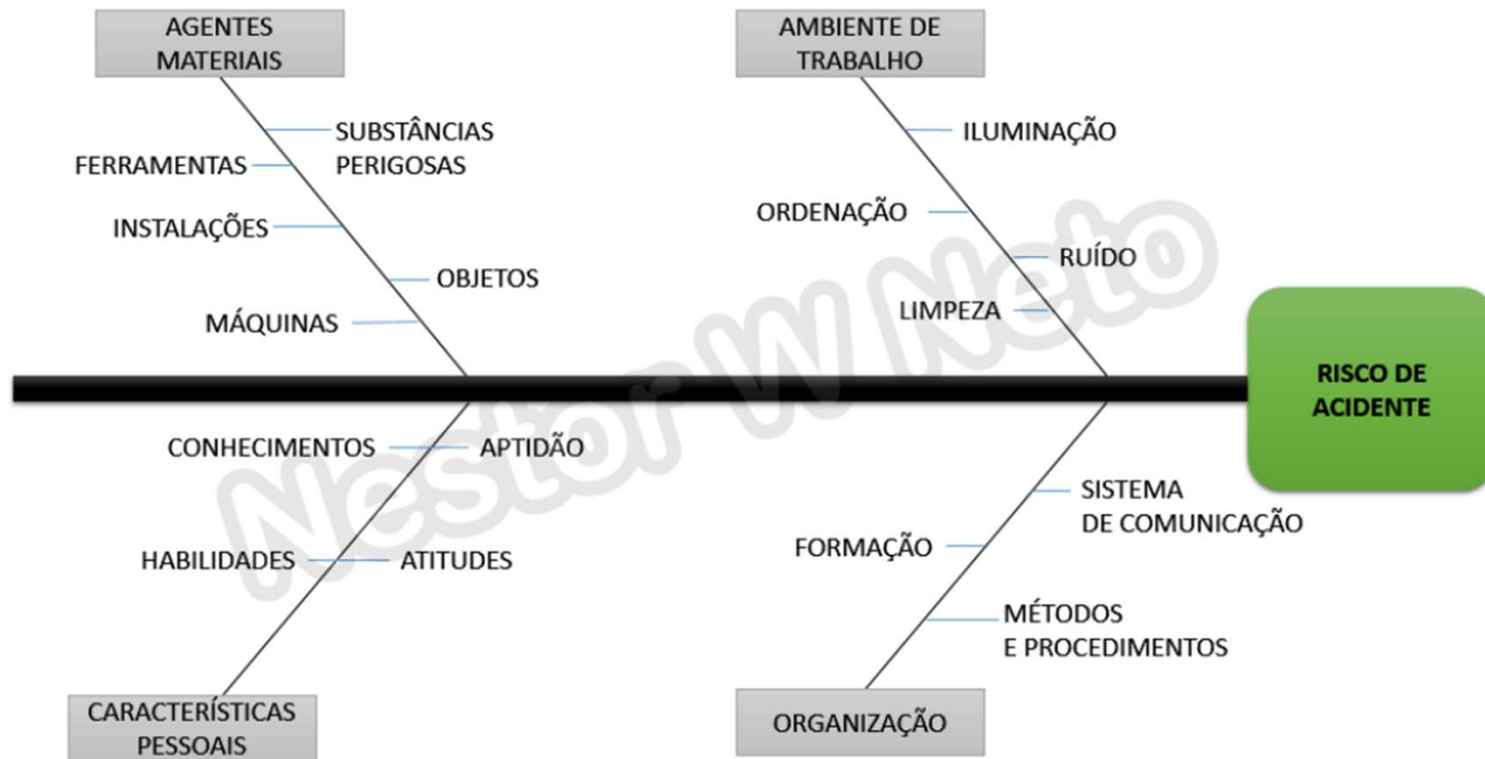 AGENTES
MATERIAIS
SUBSTÂNCIAS
PERIGOSAS
FERRAMENTAS
INSTALAÇÕES
OBJETOS
MÁQUINAS
AMBIENTE DE
TRABALHO
ILUMINAÇÃO
ORDENAÇÃO
RUÍDO
LIMPEZA
RISCO DE
ACIDENTE
CONHECIMENTOS
APTIDÃO
HABILIDADES
ATITUDES
CARACTERÍSTICAS
PESSOAIS
SISTEMA
DE COMUNICAÇÃO
FORMAÇÃO
MÉTODOS
E PROCEDIMENTOS
ORGANIZAÇÃO
Nestor W Neto